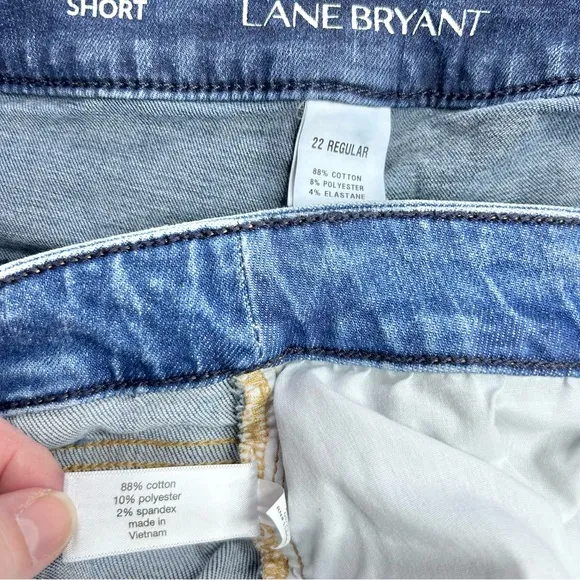 SHORT
LANE BRYANT
22 REGULAR
88% COTTON
8% POLYESTER
4% ELASTANE
88% cotton
10% polyester
2% spandex
made in
Vietnam